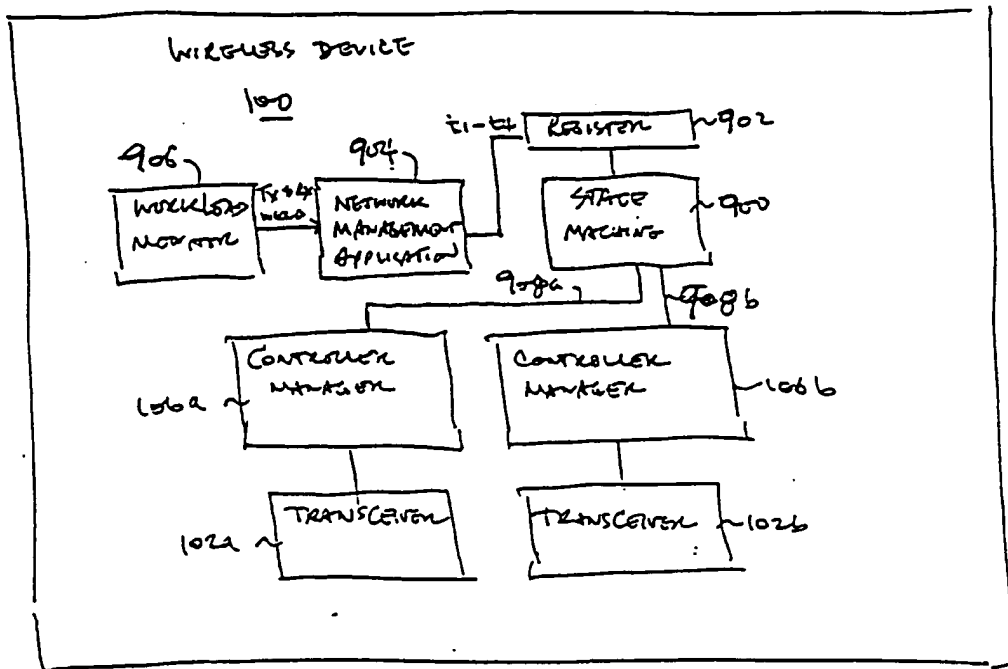 WIRELESS DEVICE
100
906
904
t1-t4
REGISTER
902
WORKLOAD
MONITOR
NETWORK
MANAGEMENT
APPLICATION
STATE
MACHINE
900
908a
908b
CONTROLLER
MANAGER
106a
CONTROLLER
MANAGER
106b
TRANSCEIVER
102a
TRANSCEIVER
102b